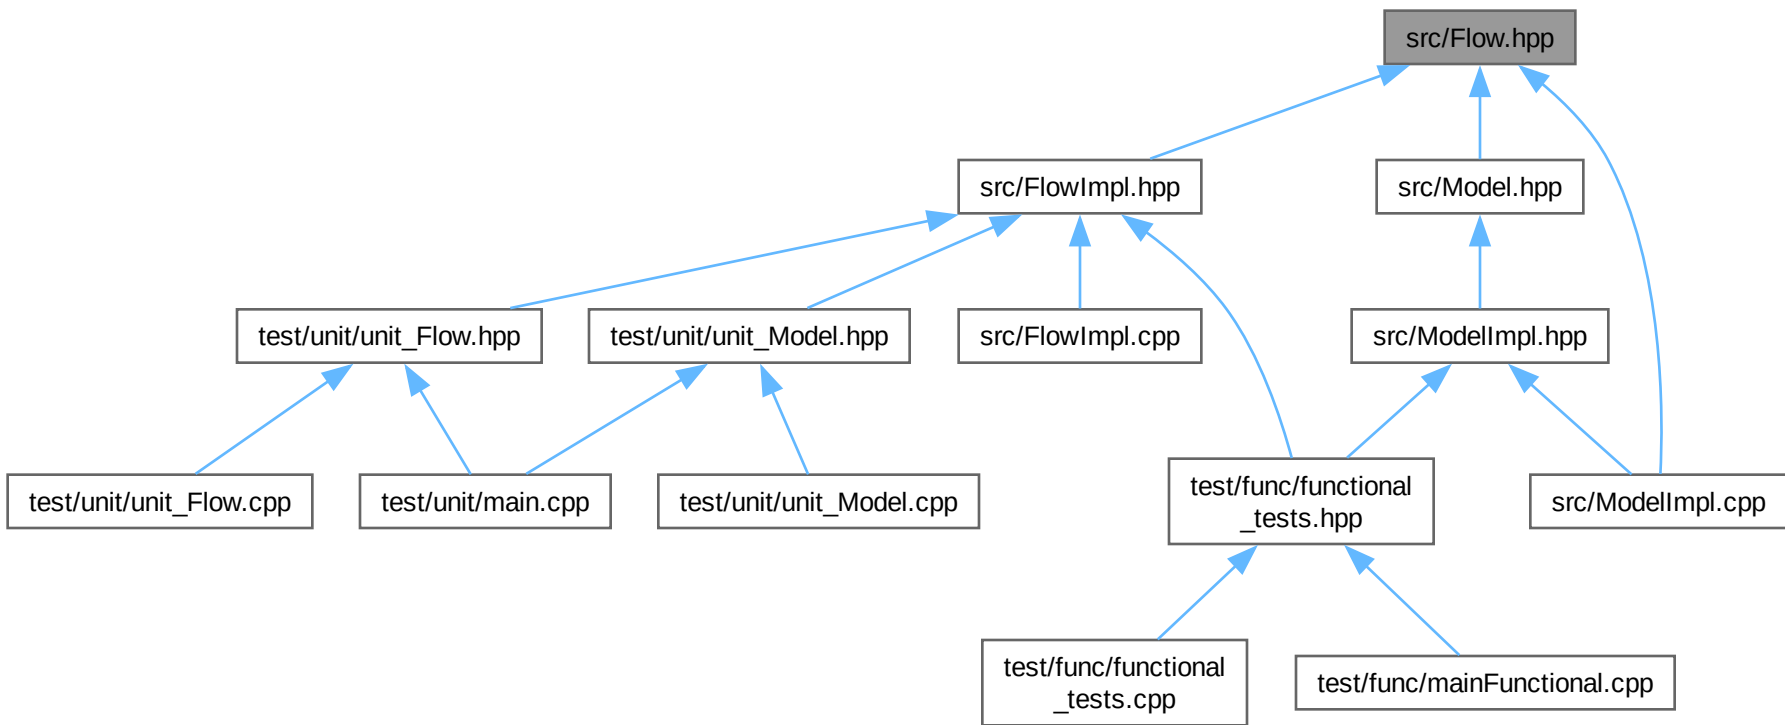 src/Flow.hpp
src/FlowImpl.hpp
src/Model.hpp
test/unit/unit_Flow.hpp
test/unit/unit_Model.hpp
src/FlowImpl.cpp
src/ModelImpl.hpp
test/unit/unit_Flow.cpp
test/unit/main.cpp
test/unit/unit_Model.cpp
test/func/functional
_tests.hpp
src/ModelImpl.cpp
test/func/functional
_tests.cpp
test/func/mainFunctional.cpp